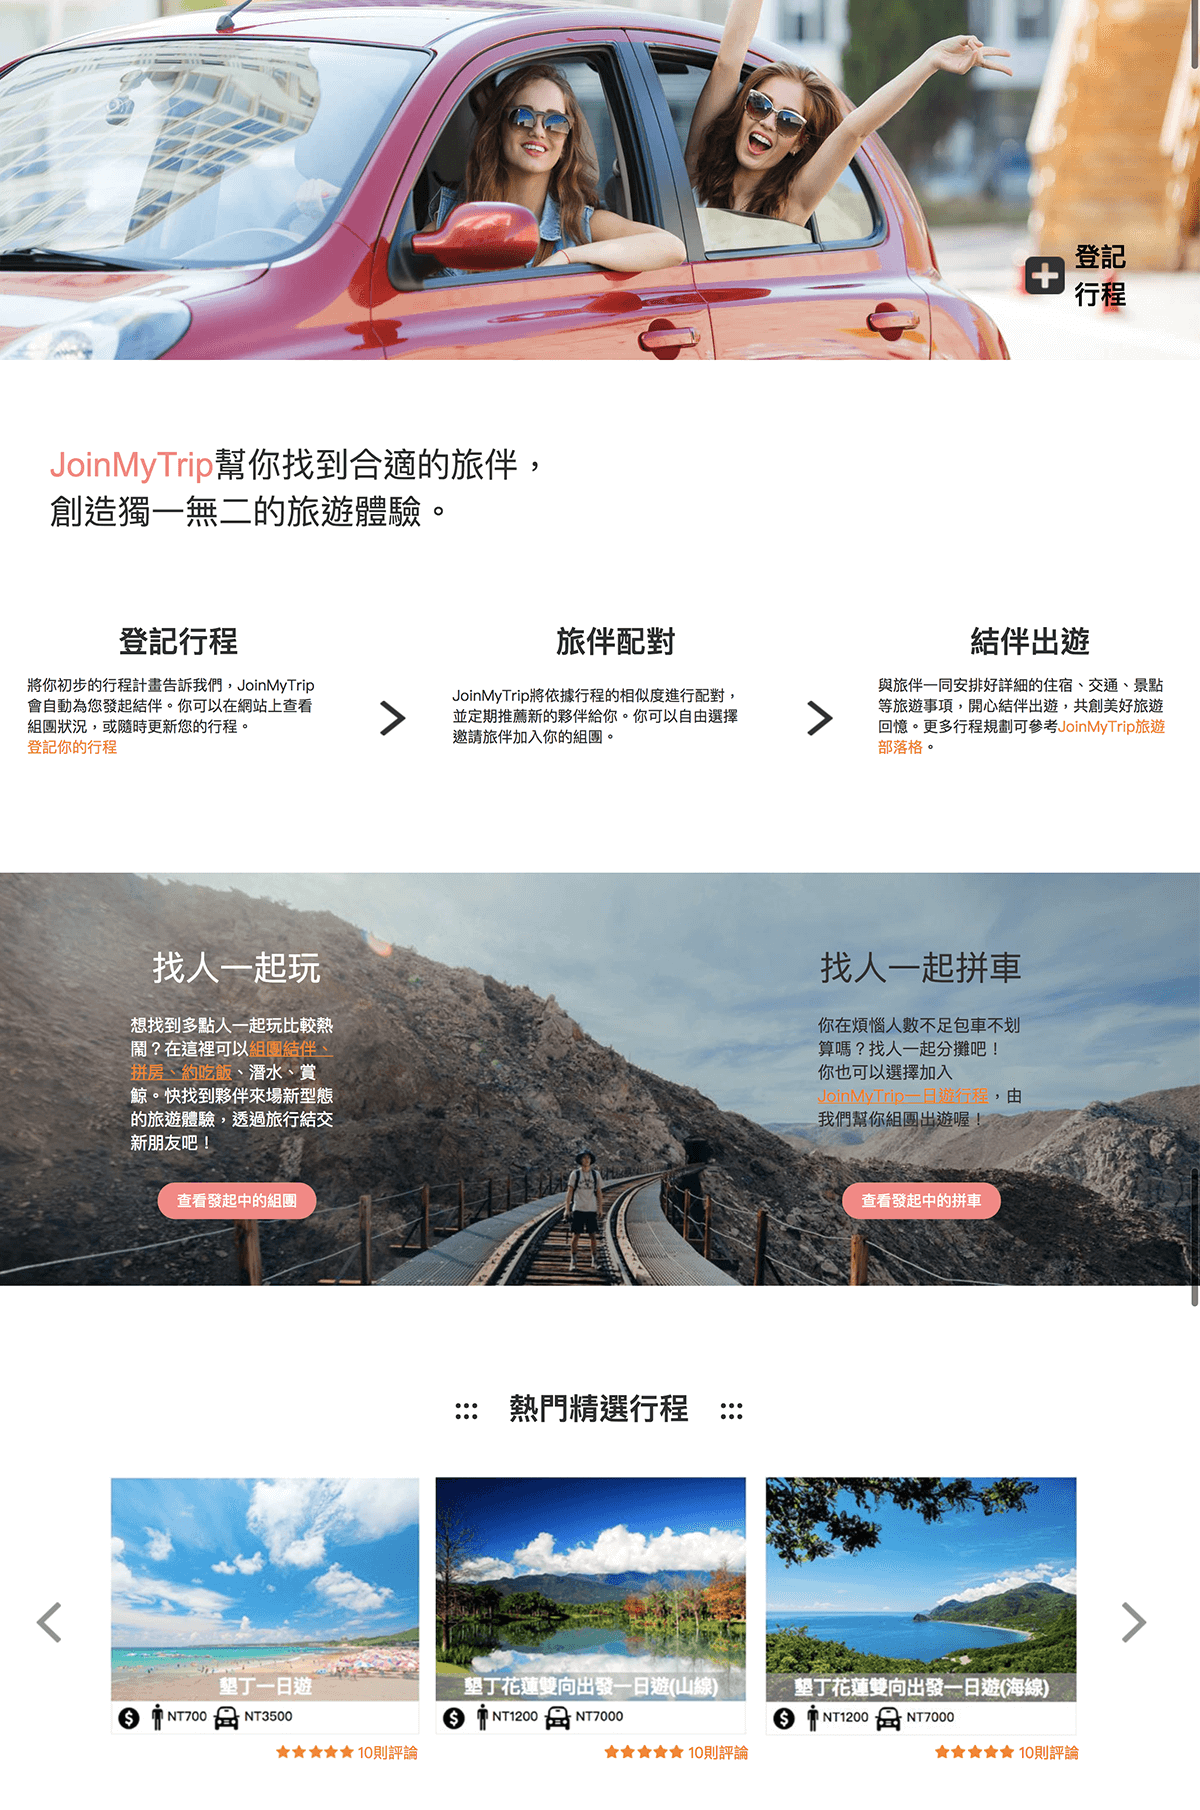 登記
行程
JoinMyTrip幫你找到合適的旅伴，
創造獨一無二的旅遊體驗。
登記行程
將你初步的行程計畫告訴我們，JoinMyTrip
會自動為您發起結伴。你可以在網站上查看
組團狀況，或隨時更新您的行程。
登記你的行程
旅伴配對
JoinMyTrip將依據行程的相似度進行配對，
並定期推薦新的夥伴給你。你可以自由選擇
邀請旅伴加入你的組團。
結伴出遊
與旅伴一同安排好詳細的住宿、交通、景點
等旅遊事項，開心結伴出遊，共創美好旅遊
回憶。更多行程規劃可參考JoinMyTrip旅遊
部落格。
找人一起玩
想找到多點人一起玩比較熱
鬧？在這裡可以組團結伴、
拼房、約吃飯、潛水、賞
鯨。快找到夥伴來場新型態
的旅遊體驗，透過旅行結交
新朋友吧！
查看發起中的組團
找人一起拼車
你在煩惱人數不足包車不划
算嗎？找人一起分攤吧！
你也可以選擇加入
JoinMyTrip一日遊行程，由
我們幫你組團出遊喔！
查看發起中的拼車
::: 熱門精選行程 :::
墾丁一日遊
$ NT700 NT3500
10則評論
墾丁花蓮雙向出發一日遊(山線)
$ NT1200 NT7000
10則評論
墾丁花蓮雙向出發一日遊(海線)
$ NT1200 NT7000
10則評論